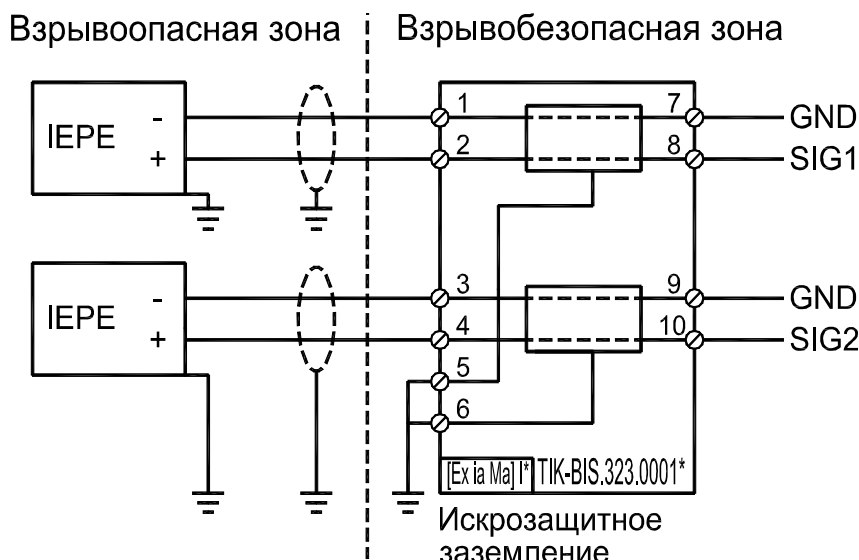 Взрывоопасная зона
Взрывобезопасная зона
IEPE
-
+
1
2
7
8
GND
SIG1
IEPE
-
+
3
4
5
6
9
10
GND
SIG2
[Ex ia Ma] I* TIK-BIS.323.0001*
Искрозащитное
заземление